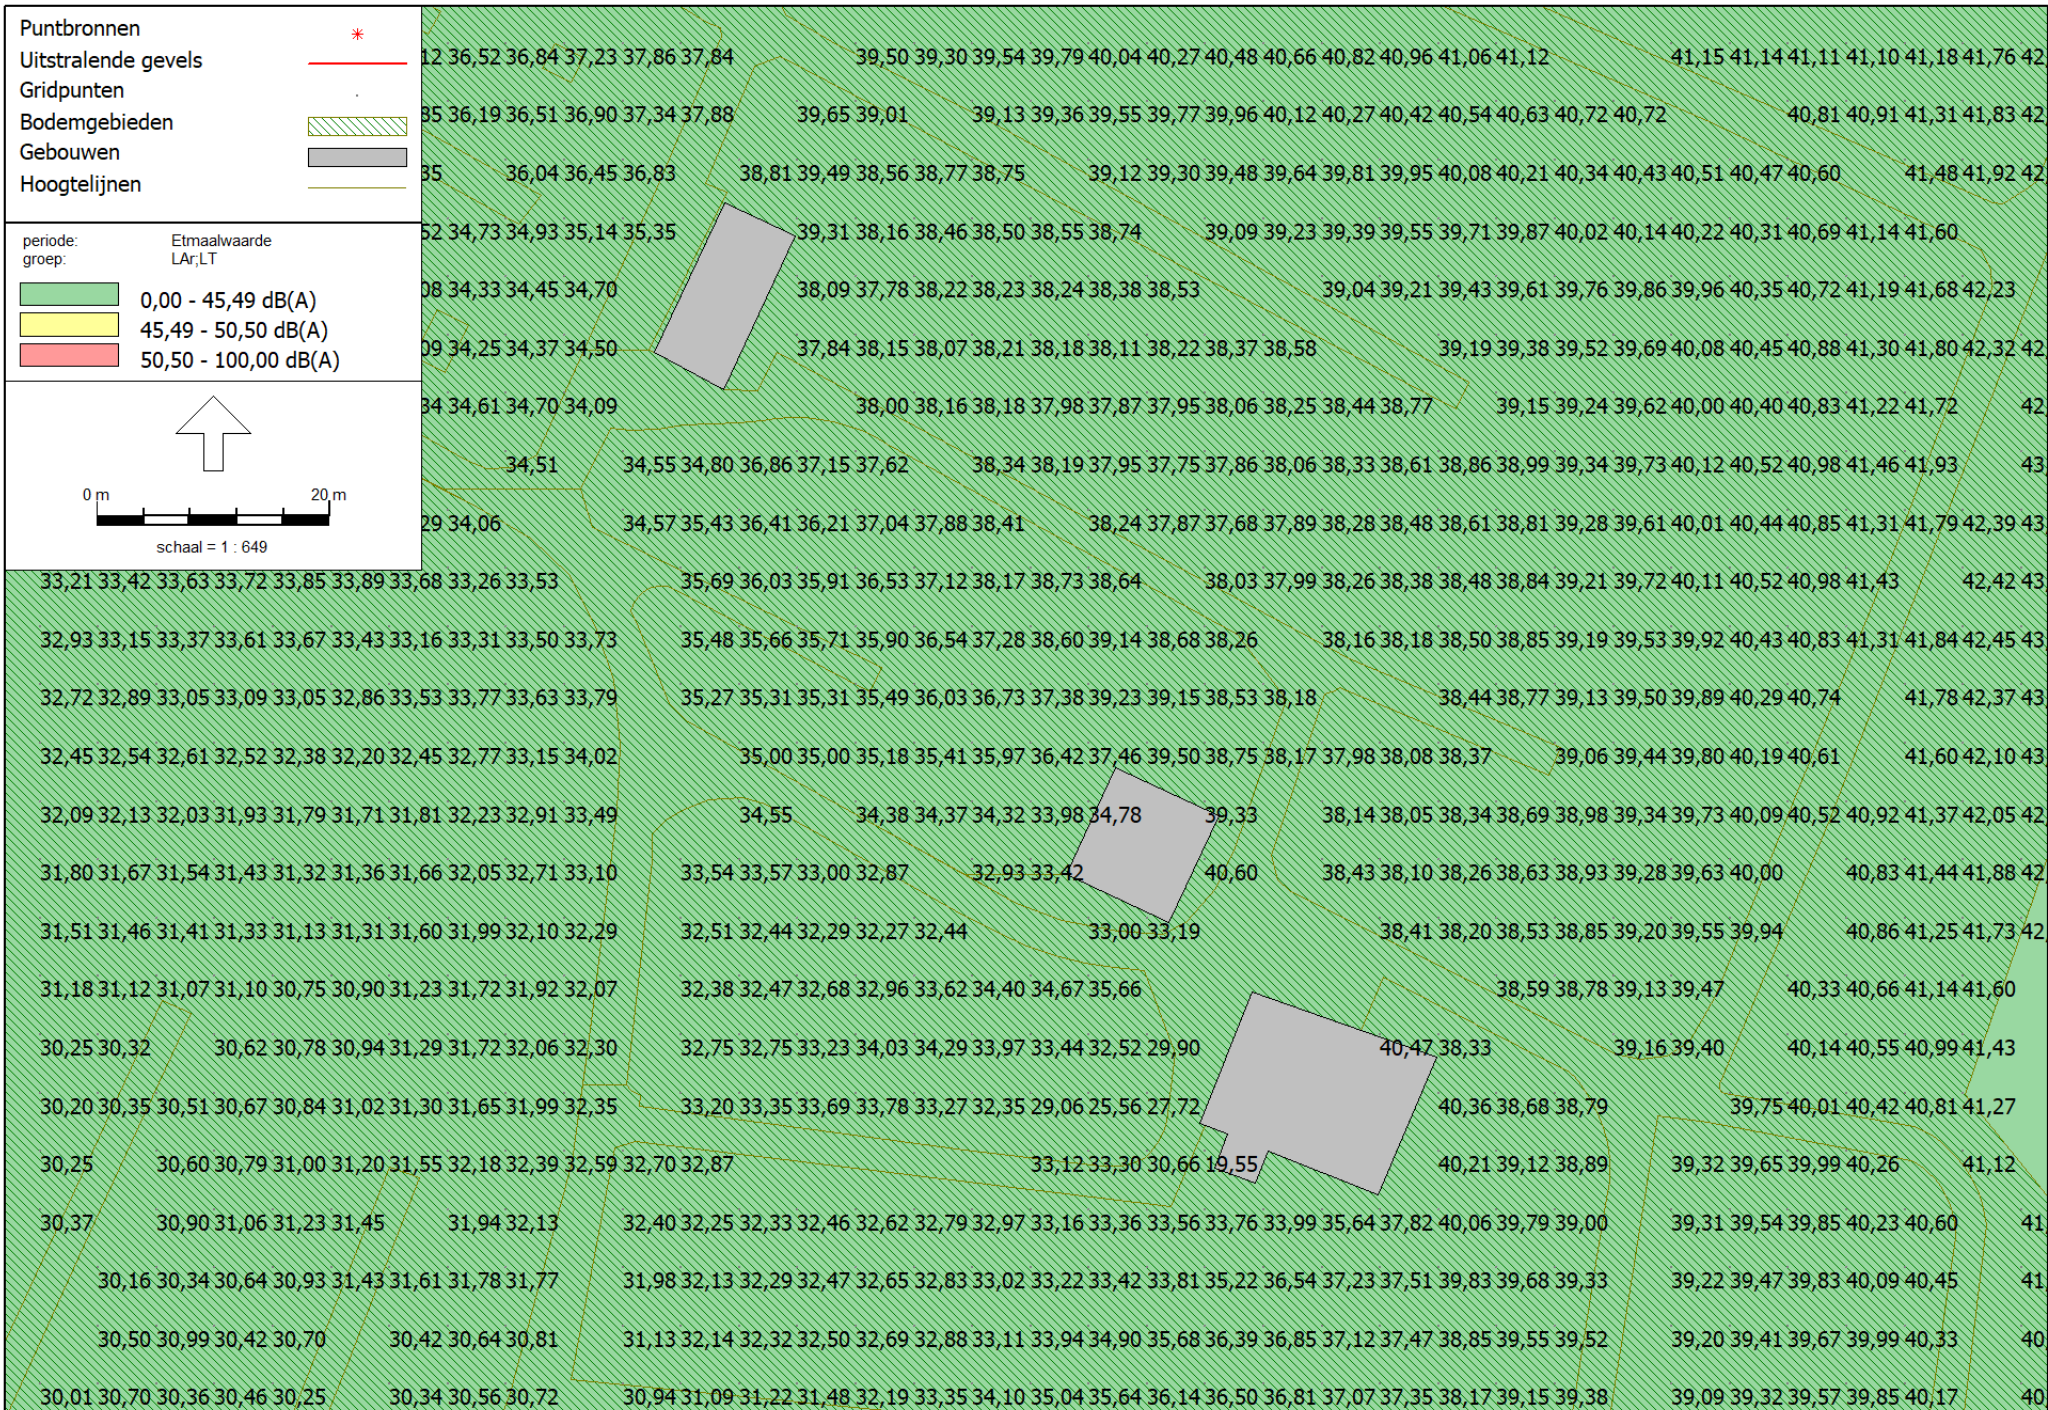 Puntbronnen
Uitstralende gevels
Gridpunten
Bodemgebieden
Gebouwen
Hoogtelijnen
periode: Etmaalwaarde
groep: LAr;LT
0,00 - 45,49 dB(A)
45,49 - 50,50 dB(A)
50,50 - 100,00 dB(A)
0 m 20 m
schaal = 1 : 649
36,52 36,84 37,23 37,86 37,84 39,50 39,30 39,54 39,79 40,04 40,27 40,48 40,66 40,82 40,96 41,06 41,12 41,15 41,14 41,11 41,10 41,18 41,76
36,19 36,51 36,90 37,34 37,88 39,65 39,01 39,13 39,36 39,55 39,77 39,96 40,12 40,27 40,42 40,54 40,63 40,72 40,72 40,81 40,91 41,31 41,83
36,04 36,45 36,83 38,81 39,49 38,56 38,77 38,75 39,12 39,30 39,48 39,64 39,81 39,95 40,08 40,21 40,34 40,43 40,51 40,47 40,60 41,48 41,92
34,73 34,93 35,14 35,35 39,31 38,16 38,46 38,50 38,55 38,74 39,09 39,23 39,39 39,55 39,71 39,87 40,02 40,14 40,22 40,31 40,69 41,14 41,60
34,33 34,45 34,70 38,09 37,78 38,22 38,23 38,24 38,38 38,53 39,04 39,21 39,43 39,61 39,76 39,86 39,96 40,35 40,72 41,19 41,68 42,23
34,25 34,37 34,50 37,84 38,15 38,07 38,21 38,18 38,11 38,22 38,37 38,58 39,19 39,38 39,52 39,69 40,08 40,45 40,88 41,30 41,80 42,32
34,61 34,70 34,09 38,00 38,16 38,18 37,98 37,87 37,95 38,06 38,25 38,44 38,77 39,15 39,24 39,62 40,00 40,40 40,83 41,22 41,72
34,51 34,55 34,80 36,86 37,15 37,62 38,34 38,19 37,95 37,75 37,86 38,06 38,33 38,61 38,86 38,99 39,34 39,73 40,12 40,52 40,98 41,46 41,93
34,06 34,57 35,43 36,41 36,21 37,04 37,88 38,41 38,24 37,87 37,68 37,89 38,28 38,48 38,61 38,81 39,28 39,61 40,01 40,44 40,85 41,31 41,79 42,39
33,21 33,42 33,63 33,72 33,85 33,89 33,68 33,26 33,53 35,69 36,03 35,91 36,53 37,12 38,17 38,73 38,64 38,03 37,99 38,26 38,38 38,48 38,84 39,21 39,72 40,11 40,52 40,98 41,43 42,42
32,93 33,15 33,37 33,61 33,67 33,43 33,16 33,31 33,50 33,73 35,48 35,66 35,71 35,90 36,54 37,28 38,60 39,14 38,68 38,26 38,16 38,18 38,50 38,85 39,19 39,53 39,92 40,43 40,83 41,31 41,84 42,45
32,72 32,89 33,05 33,09 33,05 32,86 33,53 33,77 33,63 33,79 35,27 35,31 35,31 35,49 36,03 36,73 37,38 39,23 39,15 38,53 38,18 38,44 38,77 39,13 39,50 39,89 40,29 40,74 41,78 42,37
32,45 32,54 32,61 32,52 32,38 32,20 32,45 32,77 33,15 34,02 35,00 35,00 35,18 35,41 35,97 36,42 37,46 39,50 38,75 38,17 37,98 38,08 38,37 39,06 39,44 39,80 40,19 40,61 41,60 42,10
32,09 32,13 32,03 31,93 31,79 31,71 31,81 32,23 32,91 33,49 34,55 34,38 34,37 34,32 33,98 34,78 39,33 38,14 38,05 38,34 38,69 38,98 39,34 39,73 40,09 40,52 40,92 41,37 42,05
31,80 31,67 31,54 31,43 31,32 31,36 31,66 32,05 32,71 33,10 33,54 33,57 33,00 32,87 32,93 33,42 40,60 38,43 38,10 38,26 38,63 38,93 39,28 39,63 40,00 40,83 41,44 41,88
31,51 31,46 31,41 31,33 31,13 31,31 31,60 31,99 32,10 32,29 32,51 32,44 32,29 32,27 32,44 33,00 33,19 38,41 38,20 38,53 38,85 39,20 39,55 39,94 40,86 41,25 41,73
31,18 31,12 31,07 31,10 30,75 30,90 31,23 31,72 31,92 32,07 32,38 32,47 32,68 32,96 33,62 34,40 34,67 35,66 38,59 38,78 39,13 39,47 40,33 40,66 41,14 41,60
30,25 30,32 30,62 30,78 30,94 31,29 31,72 32,06 32,30 32,75 32,75 33,23 34,03 34,29 33,97 33,44 32,52 29,90 40,47 38,33 39,16 39,40 40,14 40,55 40,99 41,43
30,20 30,35 30,51 30,67 30,84 31,02 31,30 31,65 31,99 32,35 33,20 33,35 33,69 33,78 33,27 32,35 29,06 25,56 27,72 40,36 38,68 38,79 39,75 40,01 40,42 40,81 41,27
30,25 30,60 30,79 31,00 31,20 31,55 32,18 32,39 32,59 32,70 32,87 33,12 33,30 30,66 19,55 40,21 39,12 38,89 39,32 39,65 39,99 40,26 41,12
30,37 30,90 31,06 31,23 31,45 31,94 32,13 32,40 32,25 32,33 32,46 32,62 32,79 32,97 33,16 33,36 33,56 33,76 33,99 35,64 37,82 40,06 39,79 39,00 39,31 39,54 39,85 40,23 40,60
30,16 30,34 30,64 30,93 31,43 31,61 31,78 31,77 31,98 32,13 32,29 32,47 32,65 32,83 33,02 33,22 33,42 33,81 35,22 36,54 37,23 37,51 39,83 39,68 39,33 39,22 39,47 39,83 40,09 40,45
30,50 30,99 30,42 30,70 30,42 30,64 30,81 31,13 32,14 32,32 32,50 32,69 32,88 33,11 33,94 34,90 35,68 36,39 36,85 37,12 37,47 38,85 39,55 39,52 39,20 39,41 39,67 39,99 40,33
30,01 30,70 30,36 30,46 30,25 30,34 30,56 30,72 30,94 31,09 31,22 31,48 32,19 33,35 34,10 35,04 35,64 36,14 36,50 36,81 37,07 37,35 38,17 39,15 39,38 39,09 39,32 39,57 39,85 40,17